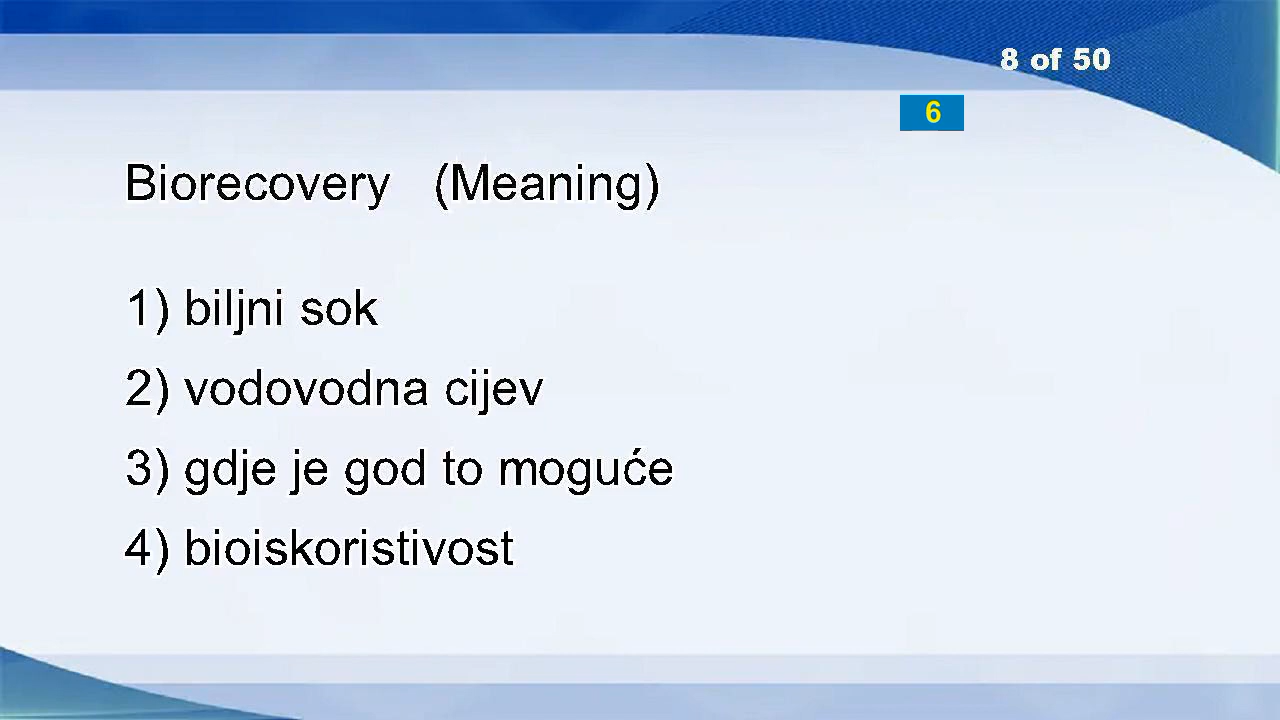 8 of 50
6
Biorecovery (Meaning)
1) biljni sok
2) vodovodna cijev
3) gdje je god to moguće
4) bioiskoristivost